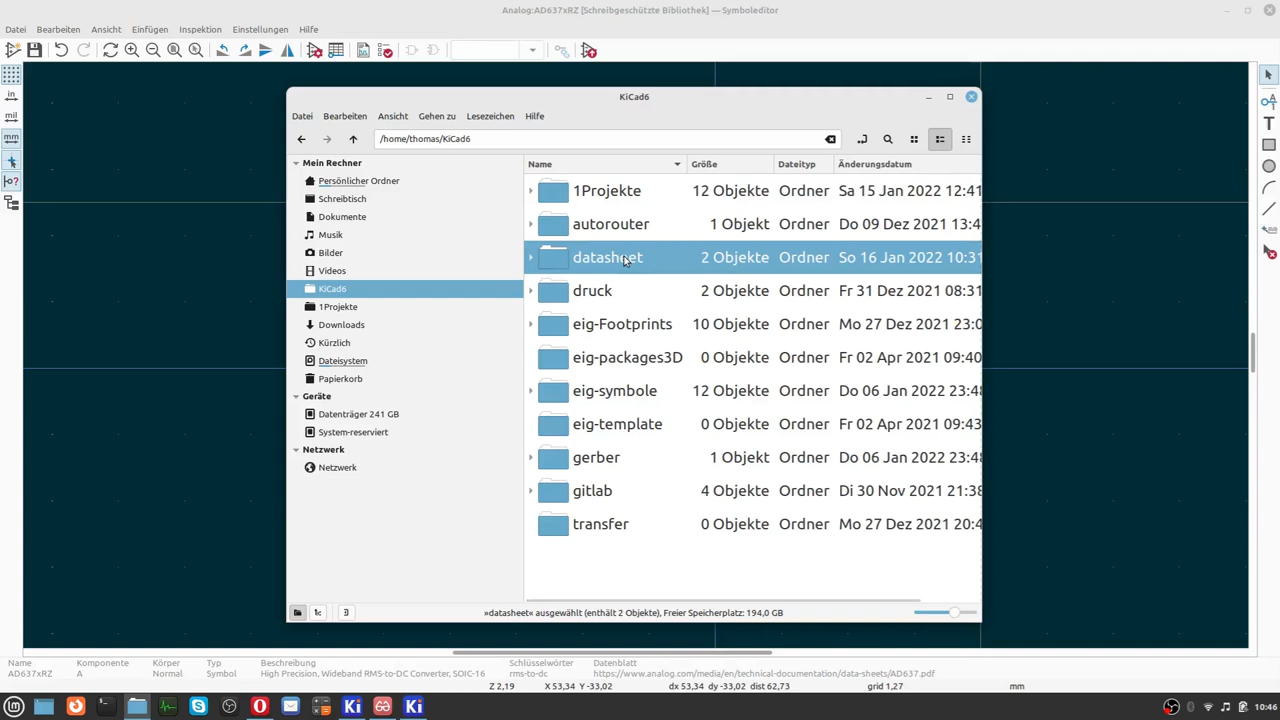 Analog:AD637xRZ [Schreibgeschützte Bibliothek] — Symboleditor
Datei Bearbeiten Ansicht Einfügen Inspektion Einstellungen Hilfe
in
mil
mm
KiCad6
Datei Bearbeiten Ansicht Gehen zu Lesezeichen Hilfe
/home/thomas/KiCad6
Mein Rechner
Persönlicher Ordner
Schreibtisch
Dokumente
Musik
Bilder
Videos
KiCad6
1Projekte
Downloads
Kürzlich
Dateisystem
Papierkorb
Geräte
Datenträger 241 GB
System-reserviert
Netzwerk
Netzwerk
Name Größe Dateityp Änderungsdatum
1Projekte 12 Objekte Ordner Sa 15 Jan 2022 12:41
autorouter 1 Objekt Ordner Do 09 Dez 2021 13:4
datasheet 2 Objekte Ordner So 16 Jan 2022 10:31
druck 2 Objekte Ordner Fr 31 Dez 2021 08:31
eig-Footprints 10 Objekte Ordner Mo 27 Dez 2021 23:0
eig-packages3D 0 Objekte Ordner Fr 02 Apr 2021 09:40
eig-symbole 12 Objekte Ordner Do 06 Jan 2022 23:48
eig-template 0 Objekte Ordner Fr 02 Apr 2021 09:43
gerber 1 Objekt Ordner Do 06 Jan 2022 23:48
gitlab 4 Objekte Ordner Di 30 Nov 2021 21:38
transfer 0 Objekte Ordner Mo 27 Dez 2021 20:4
»datasheet« ausgewählt (enthält 2 Objekte), Freier Speicherplatz: 194,0 GB
Name Komponente Körper Typ Beschreibung Schlüsselwörter Datenblatt
AD637xRZ A Normal Symbol High Precision, Wideband RMS-to-DC Converter, SOIC-16 rms-to-dc https://www.analog.com/media/en/technical-documentation/data-sheets/AD637.pdf
Z 2,19 X 53,34 Y -33,02 dx 53,34 dy -33,02 dist 62,73 grid 1,27 mm
Ki Ki 10:46